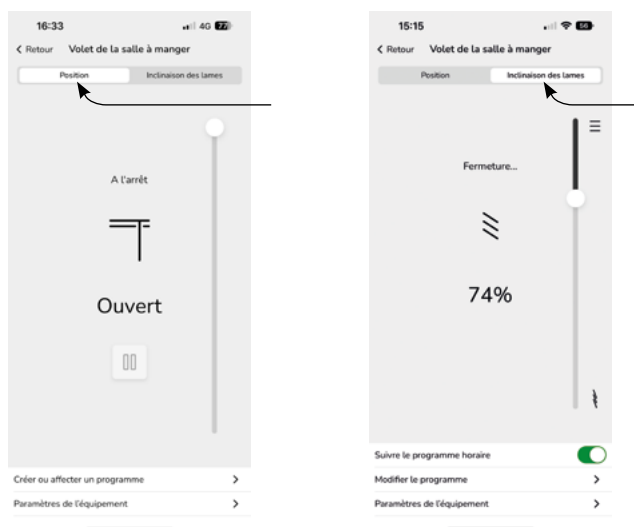 16:33
4G 77
Retour Volet de la salle à manger
Position Inclinaison des lames
A l'arrêt
Ouvert
Créer ou affecter un programme
Paramètres de l'équipement
15:15
56
Retour Volet de la salle à manger
Position Inclinaison des lames
Fermeture...
74%
Suivre le programme horaire
Modifier le programme
Paramètres de l'équipement